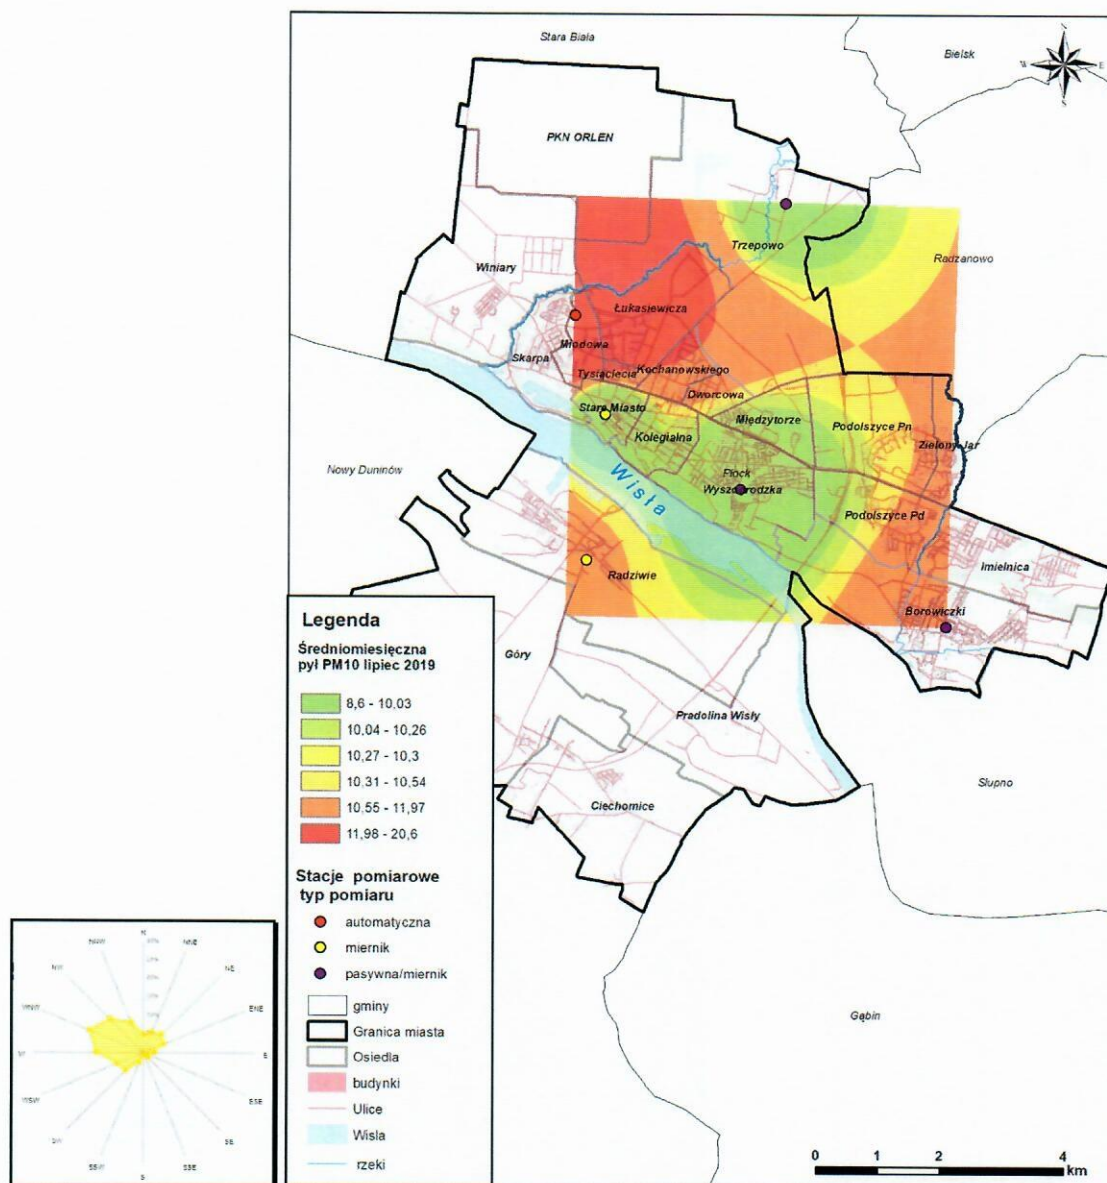 Stara Biała
Bielsk
N
W
E
S
PKN ORLEN
Trzepowo
Radzanowo
Winiary
Łukasiewicza
Miodowa
Skarpa
Tysiąclecia
Kochanowskiego
Dworcowa
Stare Miasto
Międzytorze
Podolszyce Pn
Kolegialna
Zielony Jar
Nowy Duninów
Płock
Wisła
Wyszogrodzka
Podolszyce Pd
Imielnica
Radziwie
Borowiczki
Legenda
Średniomiesięczna
pył PM10 lipiec 2019
8,6 - 10,03
10,04 - 10,26
10,27 - 10,3
10,31 - 10,54
10,55 - 11,97
11,98 - 20,6
Góry
Pradolina Wisły
Słupno
Ciechomice
Stacje pomiarowe
typ pomiaru
automatyczna
miernik
pasywna/miernik
gminy
Granica miasta
Osiedla
budynki
Ulice
Wisla
rzeki
Gąbin
N
NNW
NNE
NW
NE
WNW
ENE
W
E
WSW
ESE
SW
SE
SSW
SSE
S
0 1 2 4
km